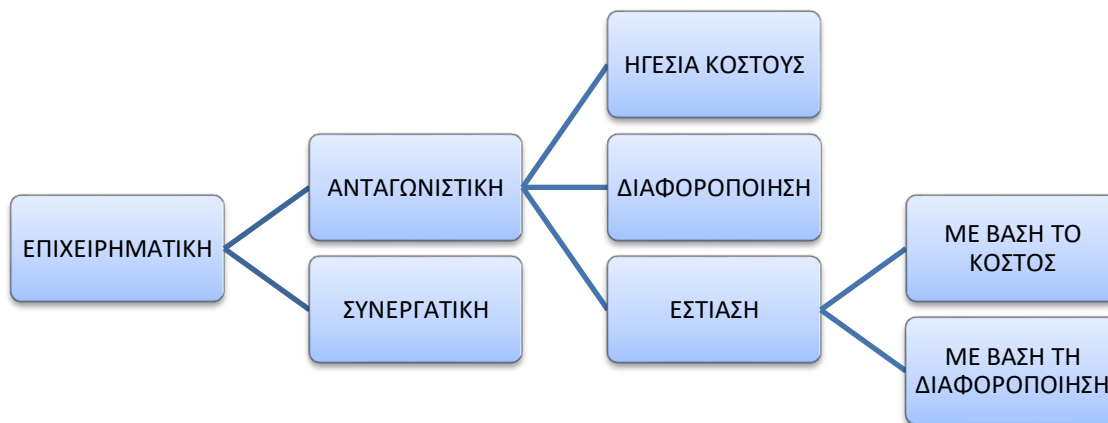 ΕΠΙΧΕΙΡΗΜΑΤΙΚΗ
ΑΝΤΑΓΩΝΙΣΤΙΚΗ
ΗΓΕΣΙΑ ΚΟΣΤΟΥΣ
ΔΙΑΦΟΡΟΠΟΙΗΣΗ
ΕΣΤΙΑΣΗ
ΜΕ ΒΑΣΗ ΤΟ
ΚΟΣΤΟΣ
ΜΕ ΒΑΣΗ ΤΗ
ΔΙΑΦΟΡΟΠΟΙΗΣΗ
ΣΥΝΕΡΓΑΤΙΚΗ